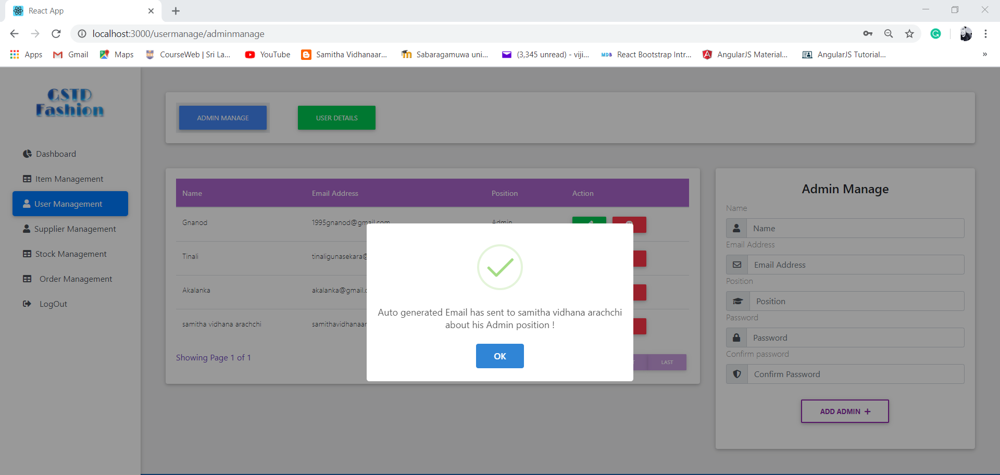 React App
localhost:3000/usermanage/adminmanage
Apps Gmail Maps CourseWeb | Sri La... YouTube Samitha Vidhanaar... Sabaragamuwa uni... (3,345 unread) - viji... MDB React Bootstrap Intr... AngularJS Material... AngularJS Tutorial... »
GSTD
Fashion
ADMIN MANAGE USER DETAILS
Dashboard
Item Management
User Management
Supplier Management
Stock Management
Order Management
LogOut
Name Email Address Position Action
Gnanod 1995gnanod@gmail.com Admin
Tinali tinaligunasekara@
Akalanka akalanka@gmail.
samitha vidhana arachchi samithavidhanaar
Showing Page 1 of 1
LAST
Auto generated Email has sent to samitha vidhana arachchi
about his Admin position !
OK
Admin Manage
Name
Name
Email Address
Email Address
Position
Position
Password
Password
Confirm password
Confirm Password
ADD ADMIN +